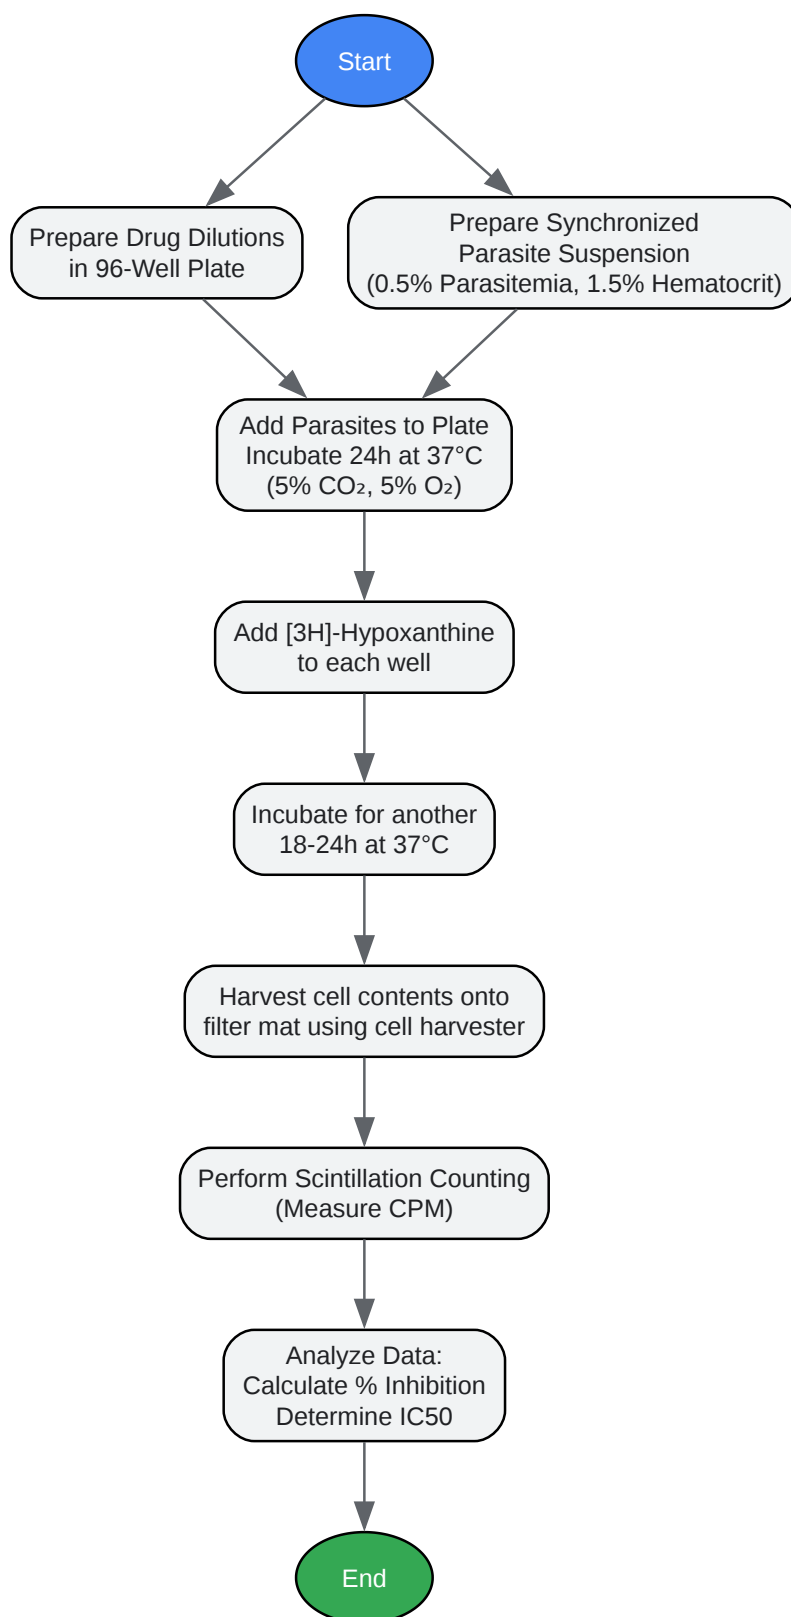 Start
Prepare Drug Dilutions
in 96-Well Plate
Prepare Synchronized
Parasite Suspension
(0.5% Parasitemia, 1.5% Hematocrit)
Add Parasites to Plate
Incubate 24h at 37°C
(5% CO₂, 5% O₂)
Add [3H]-Hypoxanthine
to each well
Incubate for another
18-24h at 37°C
Harvest cell contents onto
filter mat using cell harvester
Perform Scintillation Counting
(Measure CPM)
Analyze Data:
Calculate % Inhibition
Determine IC50
End